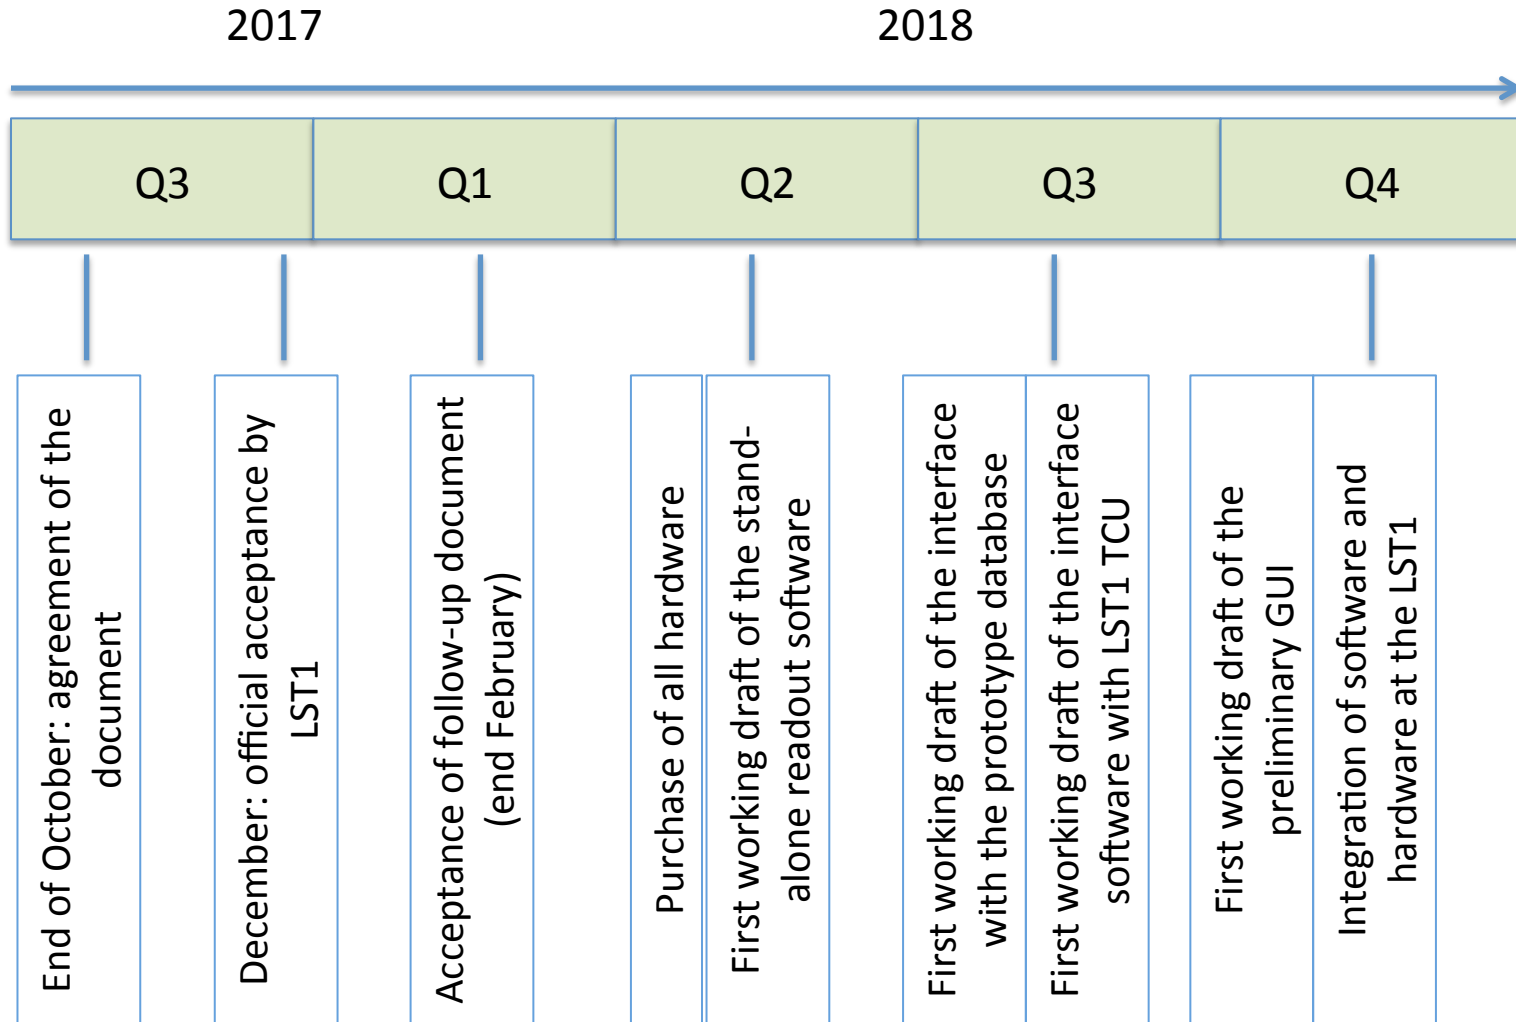 2017
2018
Q3
Q1
Q2
Q3
Q4
End of October: agreement of the
document
December: official acceptance by
LST1
Acceptance of follow-up document
(end February)
Purchase of all hardware
First working draft of the stand-
alone readout software
First working draft of the interface
with the prototype database
First working draft of the interface
software with LST1 TCU
First working draft of the
preliminary GUI
Integration of software and
hardware at the LST1